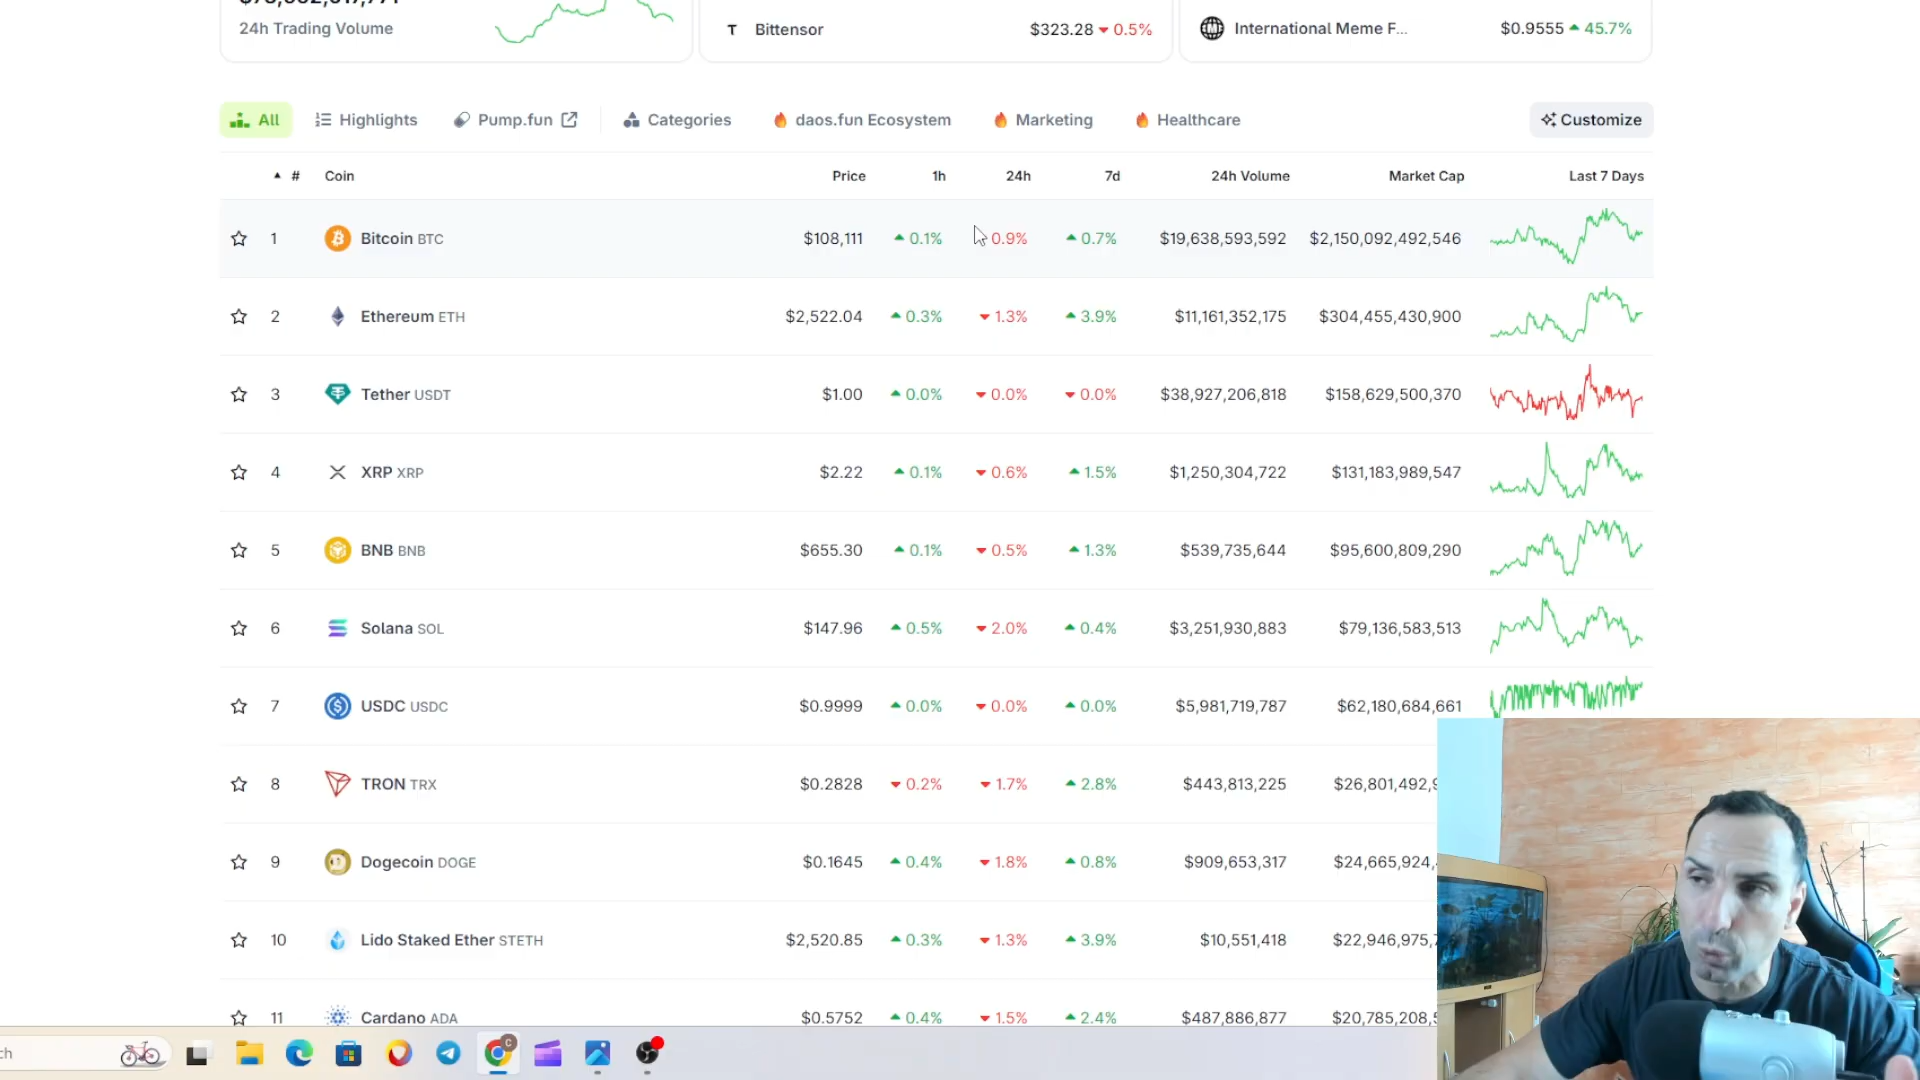 24h Trading Volume
Bittensor $323.28 0.5%
International Meme F... $0.9555 45.7%
All Highlights Pump.fun Categories daos.fun Ecosystem Marketing Healthcare Customize
# Coin Price 1h 24h 7d 24h Volume Market Cap Last 7 Days
1 Bitcoin BTC $108,111 0.1% 0.9% 0.7% $19,638,593,592 $2,150,092,492,546
2 Ethereum ETH $2,522.04 0.3% 1.3% 3.9% $11,161,352,175 $304,455,430,900
3 Tether USDT $1.00 0.0% 0.0% 0.0% $38,927,206,818 $158,629,500,370
4 XRP XRP $2.22 0.1% 0.6% 1.5% $1,250,304,722 $131,183,989,547
5 BNB BNB $655.30 0.1% 0.5% 1.3% $539,735,644 $95,600,809,290
6 Solana SOL $147.96 0.5% 2.0% 0.4% $3,251,930,883 $79,136,583,513
7 USDC USDC $0.9999 0.0% 0.0% 0.0% $5,981,719,787 $62,180,684,661
8 TRON TRX $0.2828 0.2% 1.7% 2.8% $443,813,225 $26,801,492,
9 Dogecoin DOGE $0.1645 0.4% 1.8% 0.8% $909,653,317 $24,665,924,
10 Lido Staked Ether STETH $2,520.85 0.3% 1.3% 3.9% $10,551,418 $22,946,975,
11 Cardano ADA $0.5752 0.4% 1.5% 2.4% $487,886,877 $20,785,208,